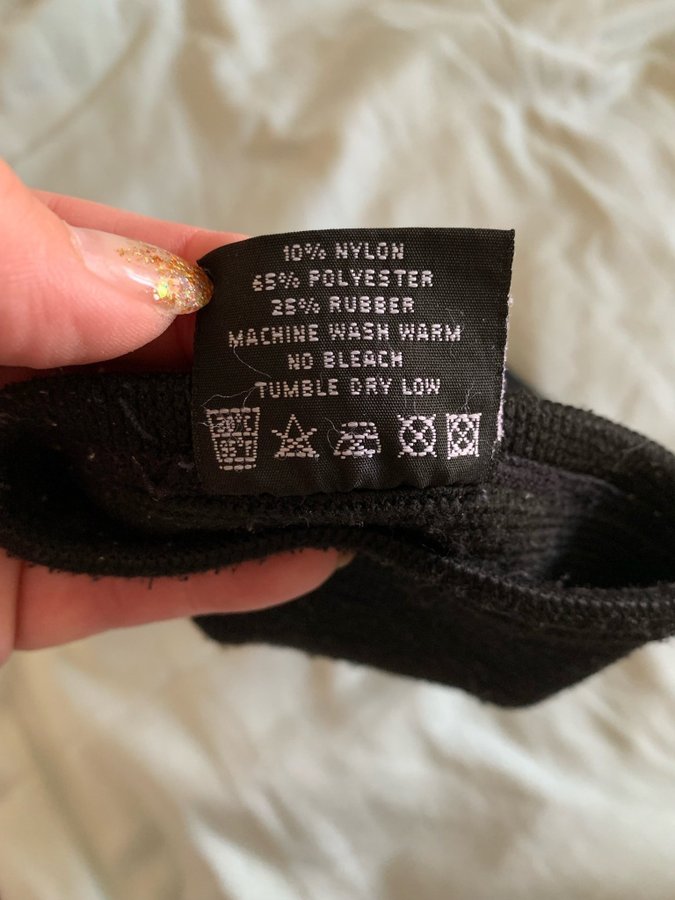 10% NYLON
65% POLYESTER
25% RUBBER
MACHINE WASH WARM
NO BLEACH
TUMBLE DRY LOW